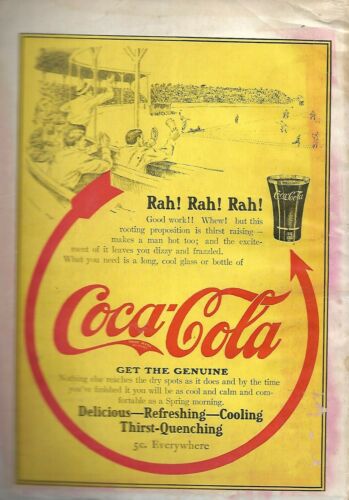 Rah! Rah! Rah!
Good work!! Whew! but this
rooting proposition is thirst raising—
makes a man hot too; and the excite-
ment of it leaves you dizzy and frazzled.
What you need is a long, cool glass or bottle of
Coca-Cola
Coca-Cola
GET THE GENUINE
Nothing else reaches the dry spots as it does and by the time
you've finished it you will be as cool and calm and com-
fortable as a Spring morning.
Delicious—Refreshing—Cooling
Thirst-Quenching
5c. Everywhere